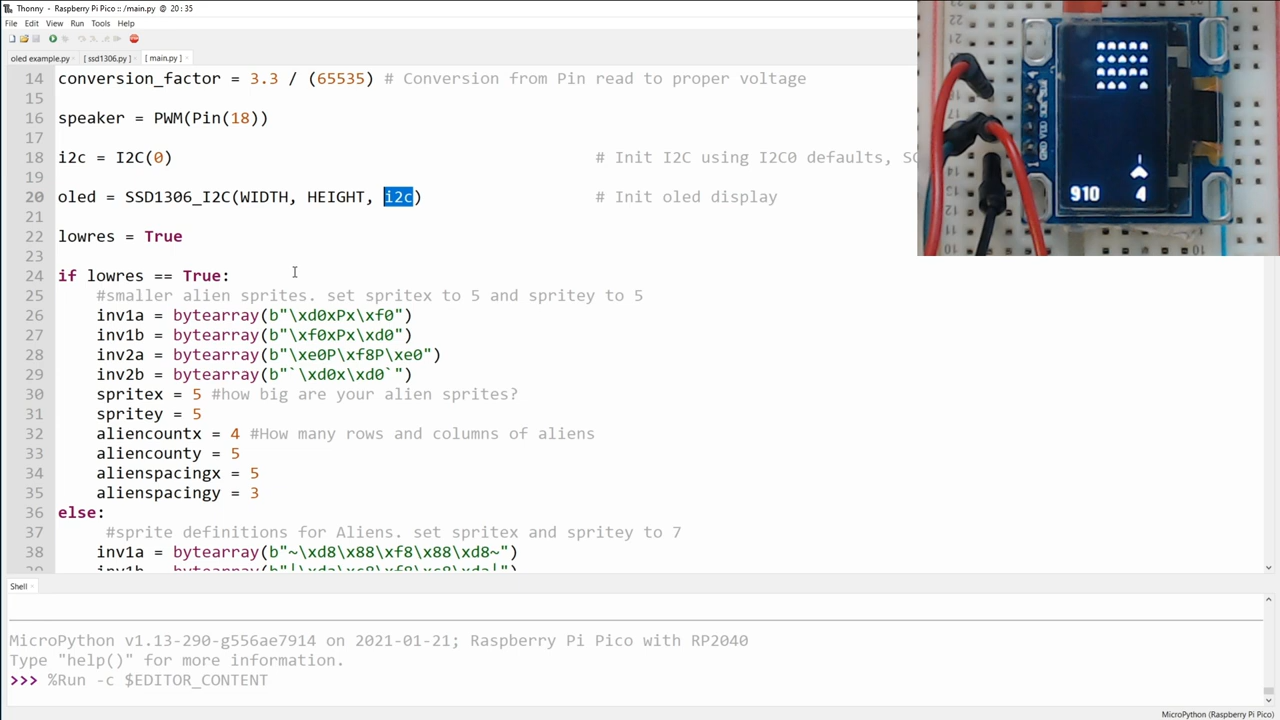 Thonny - Raspberry Pi Pico :: /main.py @ 20 : 35
File Edit View Run Tools Help
oled example.py [ ssd1306.py ] [ main.py ]
14 conversion_factor = 3.3 / (65535) # Conversion from Pin read to proper voltage
15
16 speaker = PWM(Pin(18))
17
18 i2c = I2C(0) # Init I2C using I2C0 defaults,
19
20 oled = SSD1306_I2C(WIDTH, HEIGHT, i2c) # Init oled display
21
22 lowres = True
23
24 if lowres == True:
25 #smaller alien sprites. set spritex to 5 and spritey to 5
26 inv1a = bytearray(b"\xd0xPx\xf0")
27 inv1b = bytearray(b"\xf0xPx\xd0")
28 inv2a = bytearray(b"\xe0P\xf8P\xe0")
29 inv2b = bytearray(b"`\xd0x\xd0`")
30 spritex = 5 #how big are your alien sprites?
31 spritey = 5
32 aliencountx = 4 #How many rows and columns of aliens
33 aliencounty = 5
34 alienspacingx = 5
35 alienspacingy = 3
36 else:
37 #sprite definitions for Aliens. set spritex and spritey to 7
38 inv1a = bytearray(b"~\xd8\x88\xf8\x88\xd8~")
910 4
Shell
MicroPython v1.13-290-g556ae7914 on 2021-01-21; Raspberry Pi Pico with RP2040
Type "help()" for more information.
>>> %Run -c $EDITOR_CONTENT
MicroPython (Raspberry Pi Pico)